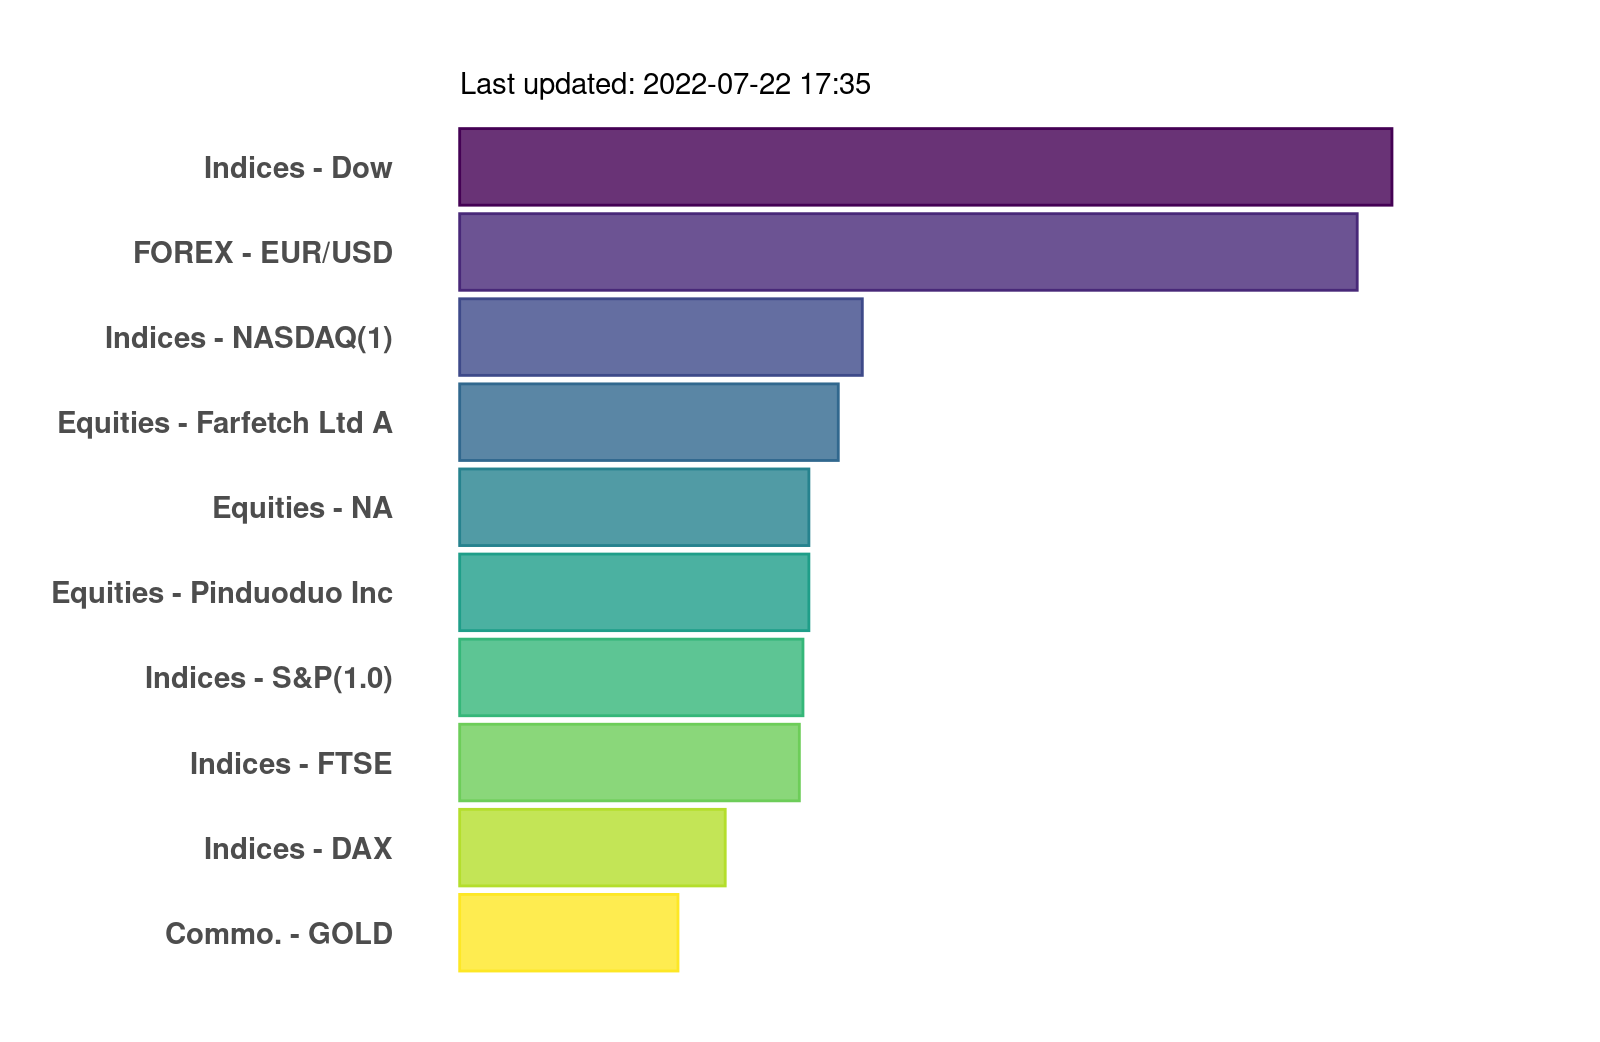 Last updated: 2022-07-22 17:35
Indices - Dow
FOREX - EUR/USD
Indices - NASDAQ(1)
Equities - Farfetch Ltd A
Equities - NA
Equities - Pinduoduo Inc
Indices - S&P(1.0)
Indices - FTSE
Indices - DAX
Commo. - GOLD